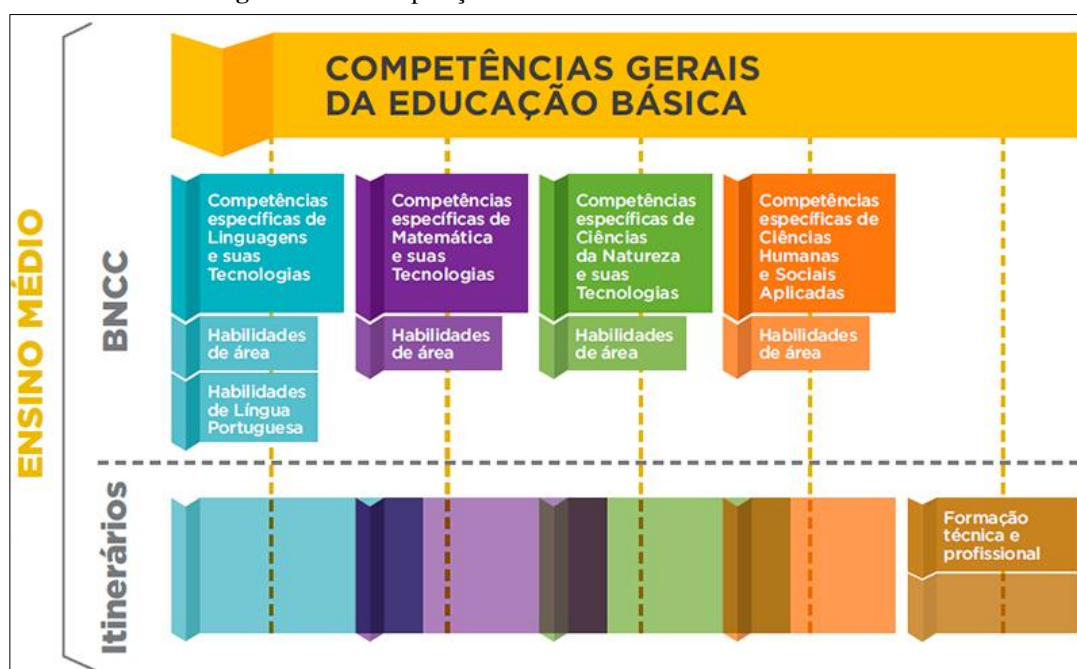 COMPETÊNCIAS GERAIS
DA EDUCAÇÃO BÁSICA
ENSINO MÉDIO
BNCC
Competências
específicas de
Linguagens
e suas
Tecnologias
Habilidades
de área
Habilidades
de Língua
Portuguesa
Competências
específicas de
Matemática
e suas
Tecnologias
Habilidades
de área
Competências
específicas de
Ciências
da Natureza
e suas
Tecnologias
Habilidades
de área
Competências
específicas de
Ciências
Humanas
e Sociais
Aplicadas
Habilidades
de área
Itinerários
Formação
técnica e
profissional